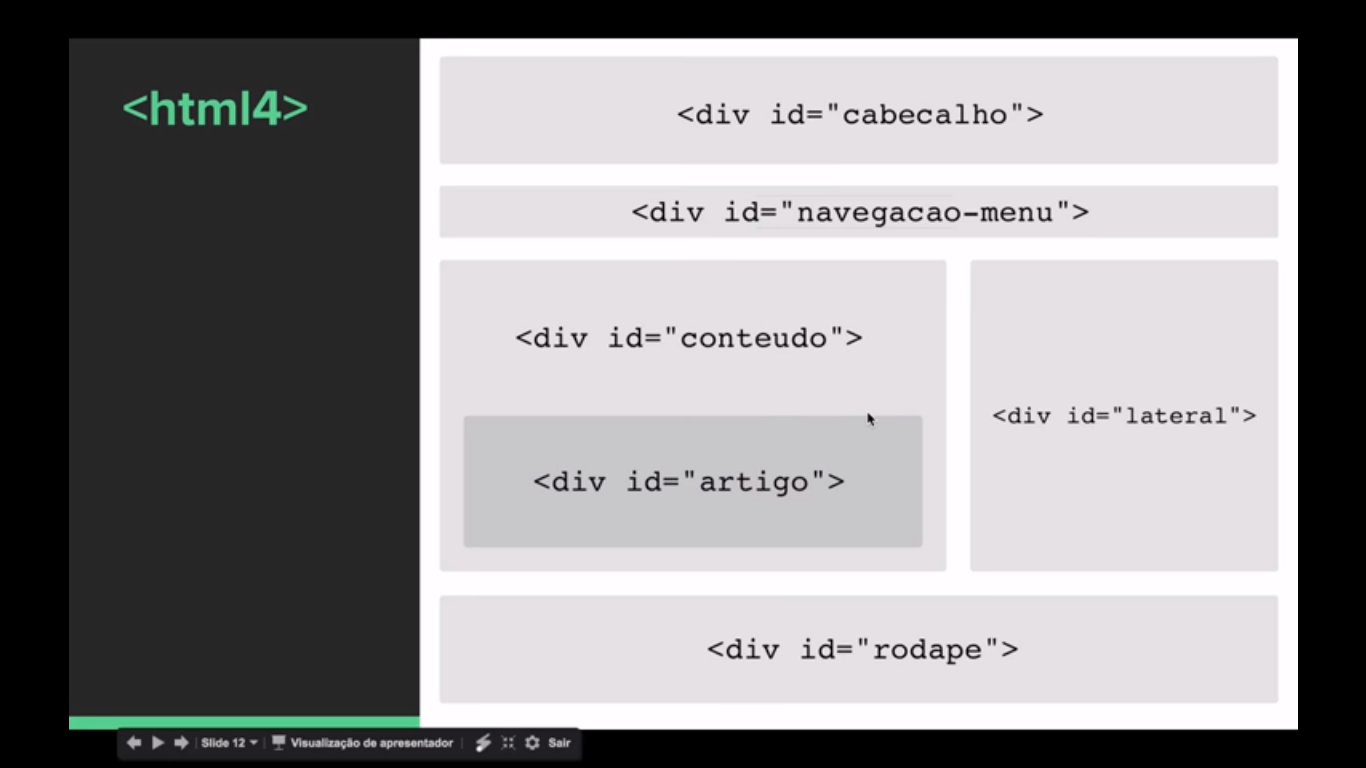 <html4>
<div id="cabecalho">
<div id="navegacao-menu">
<div id="conteudo">
<div id="lateral">
<div id="artigo">
<div id="rodape">
Slide 12 Visualização de apresentador Sair